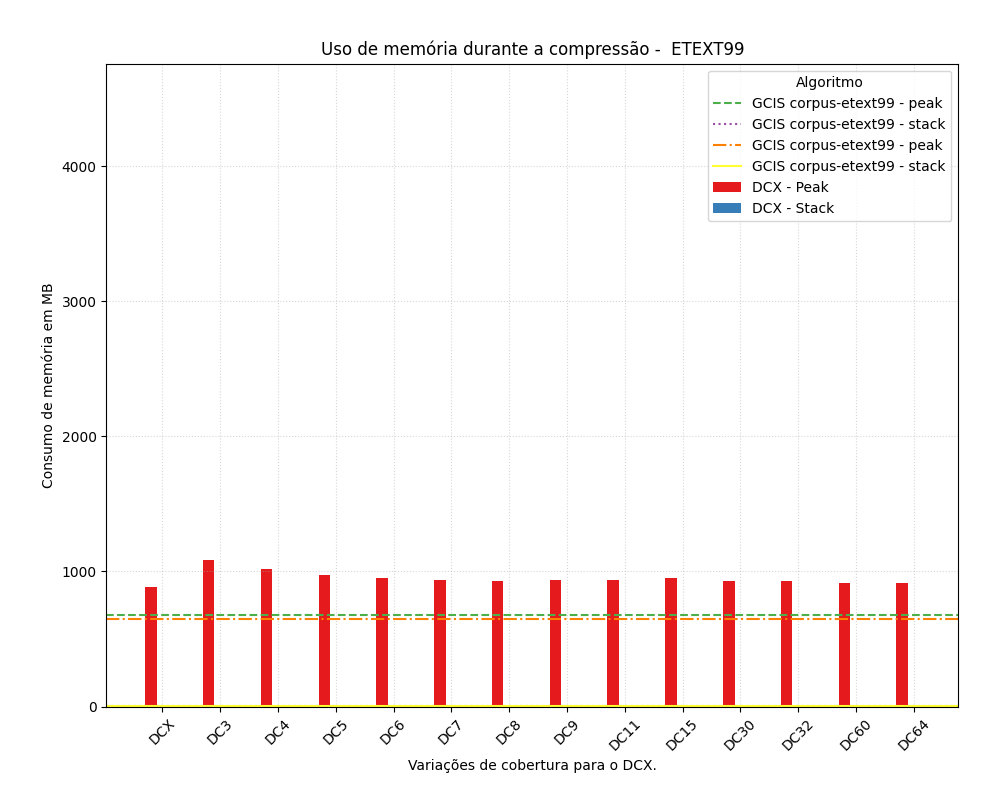 Uso de memória durante a compressão -  ETEXT99
Algoritmo
GCIS corpus-etext99 - peak
GCIS corpus-etext99 - stack
GCIS corpus-etext99 - peak
GCIS corpus-etext99 - stack
DCX - Peak
DCX - Stack
Consumo de memória em MB
4000
3000
2000
1000
0
DCX DC3 DC4 DC5 DC6 DC7 DC8 DC9 DC11 DC15 DC30 DC32 DC60 DC64
Variações de cobertura para o DCX.